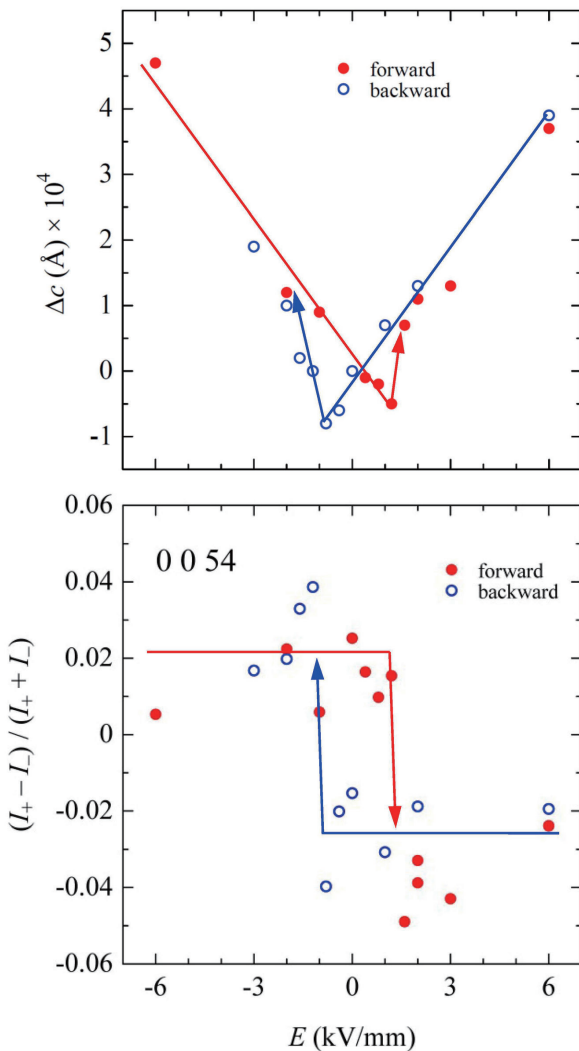 5
4
3
2
1
0
-1
Δc (Å) × 10⁴
forward
backward
0.06
0.04
0.02
0
-0.02
-0.04
-0.06
(I₊ − I₋) / (I₊ + I₋)
0 0 54
forward
backward
-6 -3 0 3 6
E (kV/mm)